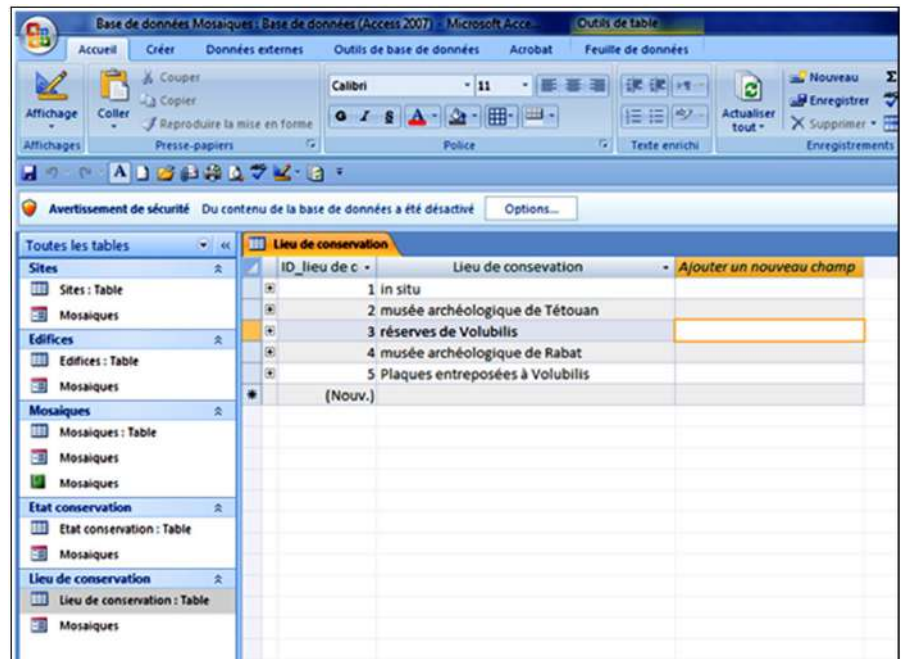 Base de données Mosaiques : Base de données (Access 2007) - Microsoft Acce... Outils de table
Accueil Créer Données externes Outils de base de données Acrobat Feuille de données
Affichage
Coller
Couper
Copier
Reproduire la mise en forme
Calibri 11
G I S A
Actualiser tout
Nouveau Σ
Enregistrer
Supprimer
Affichages Presse-papiers Police Texte enrichi Enregistrements
Avertissement de sécurité Du contenu de la base de données a été désactivé Options...
Toutes les tables
Sites
Sites : Table
Mosaiques
Edifices
Edifices : Table
Mosaiques
Mosaiques
Mosaiques : Table
Mosaiques
Mosaiques
Etat conservation
Etat conservation : Table
Mosaiques
Lieu de conservation
Lieu de conservation : Table
Mosaiques
Lieu de conservation
ID_lieu de c Lieu de consevation Ajouter un nouveau champ
1 in situ
2 musée archéologique de Tétouan
3 réserves de Volubilis
4 musée archéologique de Rabat
5 Plaques entreposées à Volubilis
(Nouv.)